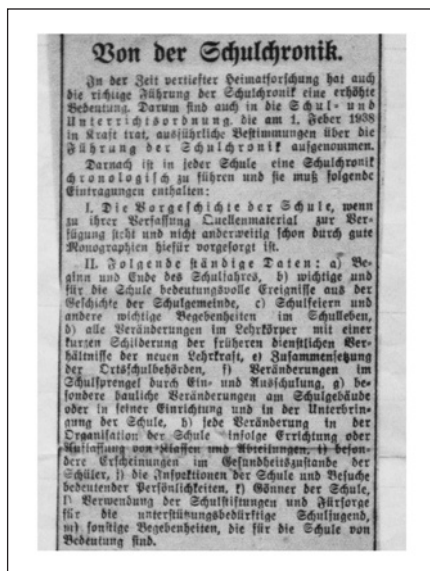 Von der Schulchronik.
In der Zeit vertiefter Heimatforschung hat auch
die richtige Führung der Schulchronik eine erhöhte
Bedeutung. Darum sind auch in die Schul- und
Unterrichtsordnung, die am 1. Feber 1938
in Kraft trat, ausführliche Bestimmungen über die
Führung der Schulchronik aufgenommen.
Darnach ist in jeder Schule eine Schulchronik
chronologisch zu führen und sie muß folgende
Eintragungen enthalten:
I. Die Vorgeschichte der Schule, wenn
zu ihrer Verfassung Quellenmaterial zur Ver-
fügung steht und nicht anderweitig schon durch gute
Monographien hiefür vorgesorgt ist.
II. Folgende ständige Daten: a) Be-
ginn und Ende des Schuljahres, b) wichtige und
für die Schule bedeutungsvolle Ereignisse aus der
Geschichte der Schulgemeinde, c) Schulfeiern und
andere wichtige Begebenheiten im Schulleben,
d) alle Veränderungen im Lehrkörper mit einer
kurzen Schilderung der früheren dienstlichen Ver-
hältnisse der neuen Lehrkraft, e) Zusammensetzung
der Ortsschulbehörden, f) Veränderungen im
Schulsprengel durch Ein- und Ausschulung, g) be-
sondere bauliche Veränderungen am Schulgebäude
oder in seiner Einrichtung und in der Unterbrin-
gung der Schule, h) jede Veränderung in der
Organisation der Schule infolge Errichtung oder
Auflassung von Klassen und Abteilungen, i) beson-
dere Erscheinungen im Gesundheitszustande der
Schüler, j) die Inspektionen der Schule und Besuche
bedeutender Persönlichkeiten, k) Gönner der Schule,
l) Verwendung der Schulstiftungen und Fürsorge
für die unterstützungsbedürftige Schuljugend,
m) sonstige Begebenheiten, die für die Schule von
Bedeutung sind.